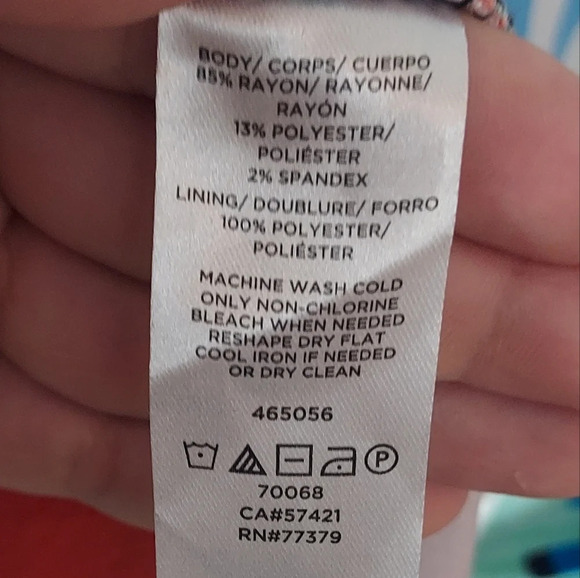 BODY/ CORPS/ CUERPO
85% RAYON/ RAYONNE/
RAYÓN
13% POLYESTER/
POLIÉSTER
2% SPANDEX
LINING/ DOUBLURE/ FORRO
100% POLYESTER/
POLIÉSTER
MACHINE WASH COLD
ONLY NON-CHLORINE
BLEACH WHEN NEEDED
RESHAPE DRY FLAT
COOL IRON IF NEEDED
OR DRY CLEAN
465056
P
70068
CA#57421
RN#77379